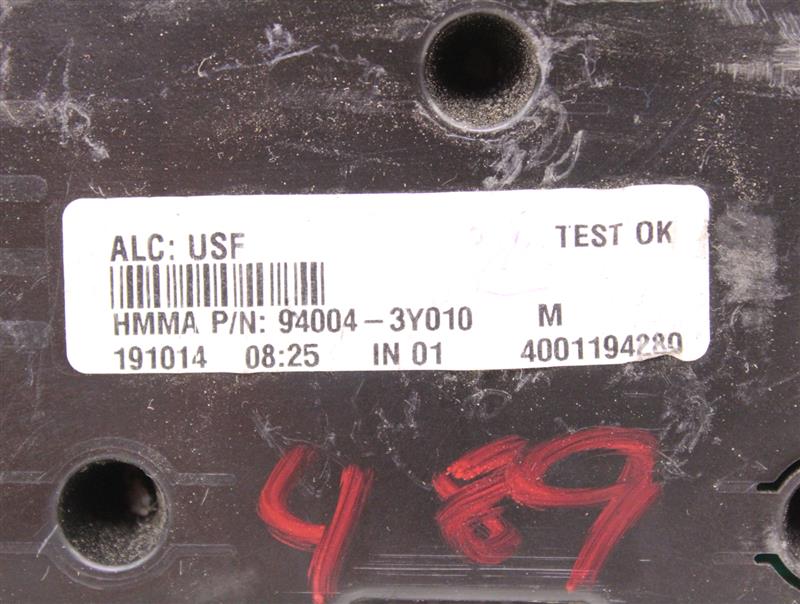 ALC: USF TEST OK
HMMA P/N: 94004-3Y010 M
191014 08:25 IN 01 4001194280
489